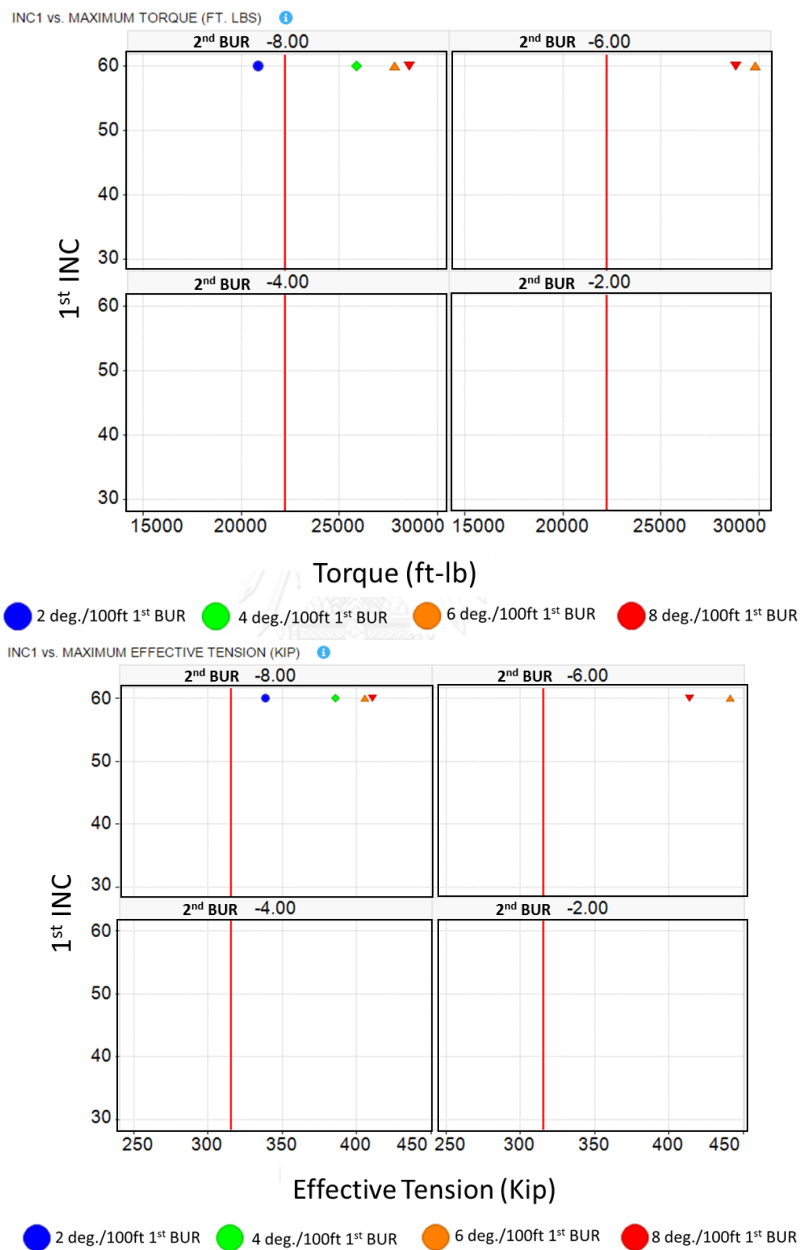 INC1 vs. MAXIMUM TORQUE (FT. LBS) i
2nd BUR -8.00 2nd BUR -6.00
60
50
40
30
1st INC
2nd BUR -4.00 2nd BUR -2.00
60
50
40
30
15000 20000 25000 30000 15000 20000 25000 30000
Torque (ft-lb)
2 deg./100ft 1st BUR 4 deg./100ft 1st BUR 6 deg./100ft 1st BUR 8 deg./100ft 1st BUR
INC1 vs. MAXIMUM EFFECTIVE TENSION (KIP) i
2nd BUR -8.00 2nd BUR -6.00
60
50
40
30
1st INC
2nd BUR -4.00 2nd BUR -2.00
60
50
40
30
250 300 350 400 450 250 300 350 400 450
Effective Tension (Kip)
2 deg./100ft 1st BUR 4 deg./100ft 1st BUR 6 deg./100ft 1st BUR 8 deg./100ft 1st BUR